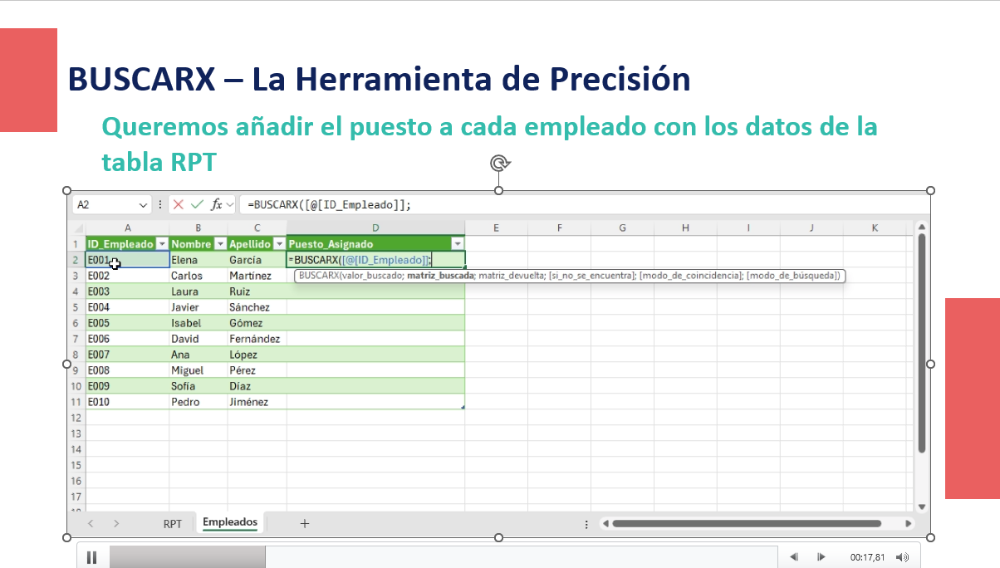 BUSCARX – La Herramienta de Precisión
Queremos añadir el puesto a cada empleado con los datos de la
tabla RPT
A2 fx =BUSCARX([@[ID_Empleado]];
A B C D E F G H I J K
1 ID_Empleado Nombre Apellido Puesto_Asignado
2 E001 Elena García =BUSCARX([@[ID_Empleado]];
3 E002 Carlos Martínez BUSCARX(valor_buscado; matriz_buscada; matriz_devuelta; [si_no_se_encuentra]; [modo_de_coincidencia]; [modo_de_búsqueda])
4 E003 Laura Ruiz
5 E004 Javier Sánchez
6 E005 Isabel Gómez
7 E006 David Fernández
8 E007 Ana López
9 E008 Miguel Pérez
10 E009 Sofía Díaz
11 E010 Pedro Jiménez
12
13
14
15
16
17
RPT Empleados +
00:17,81